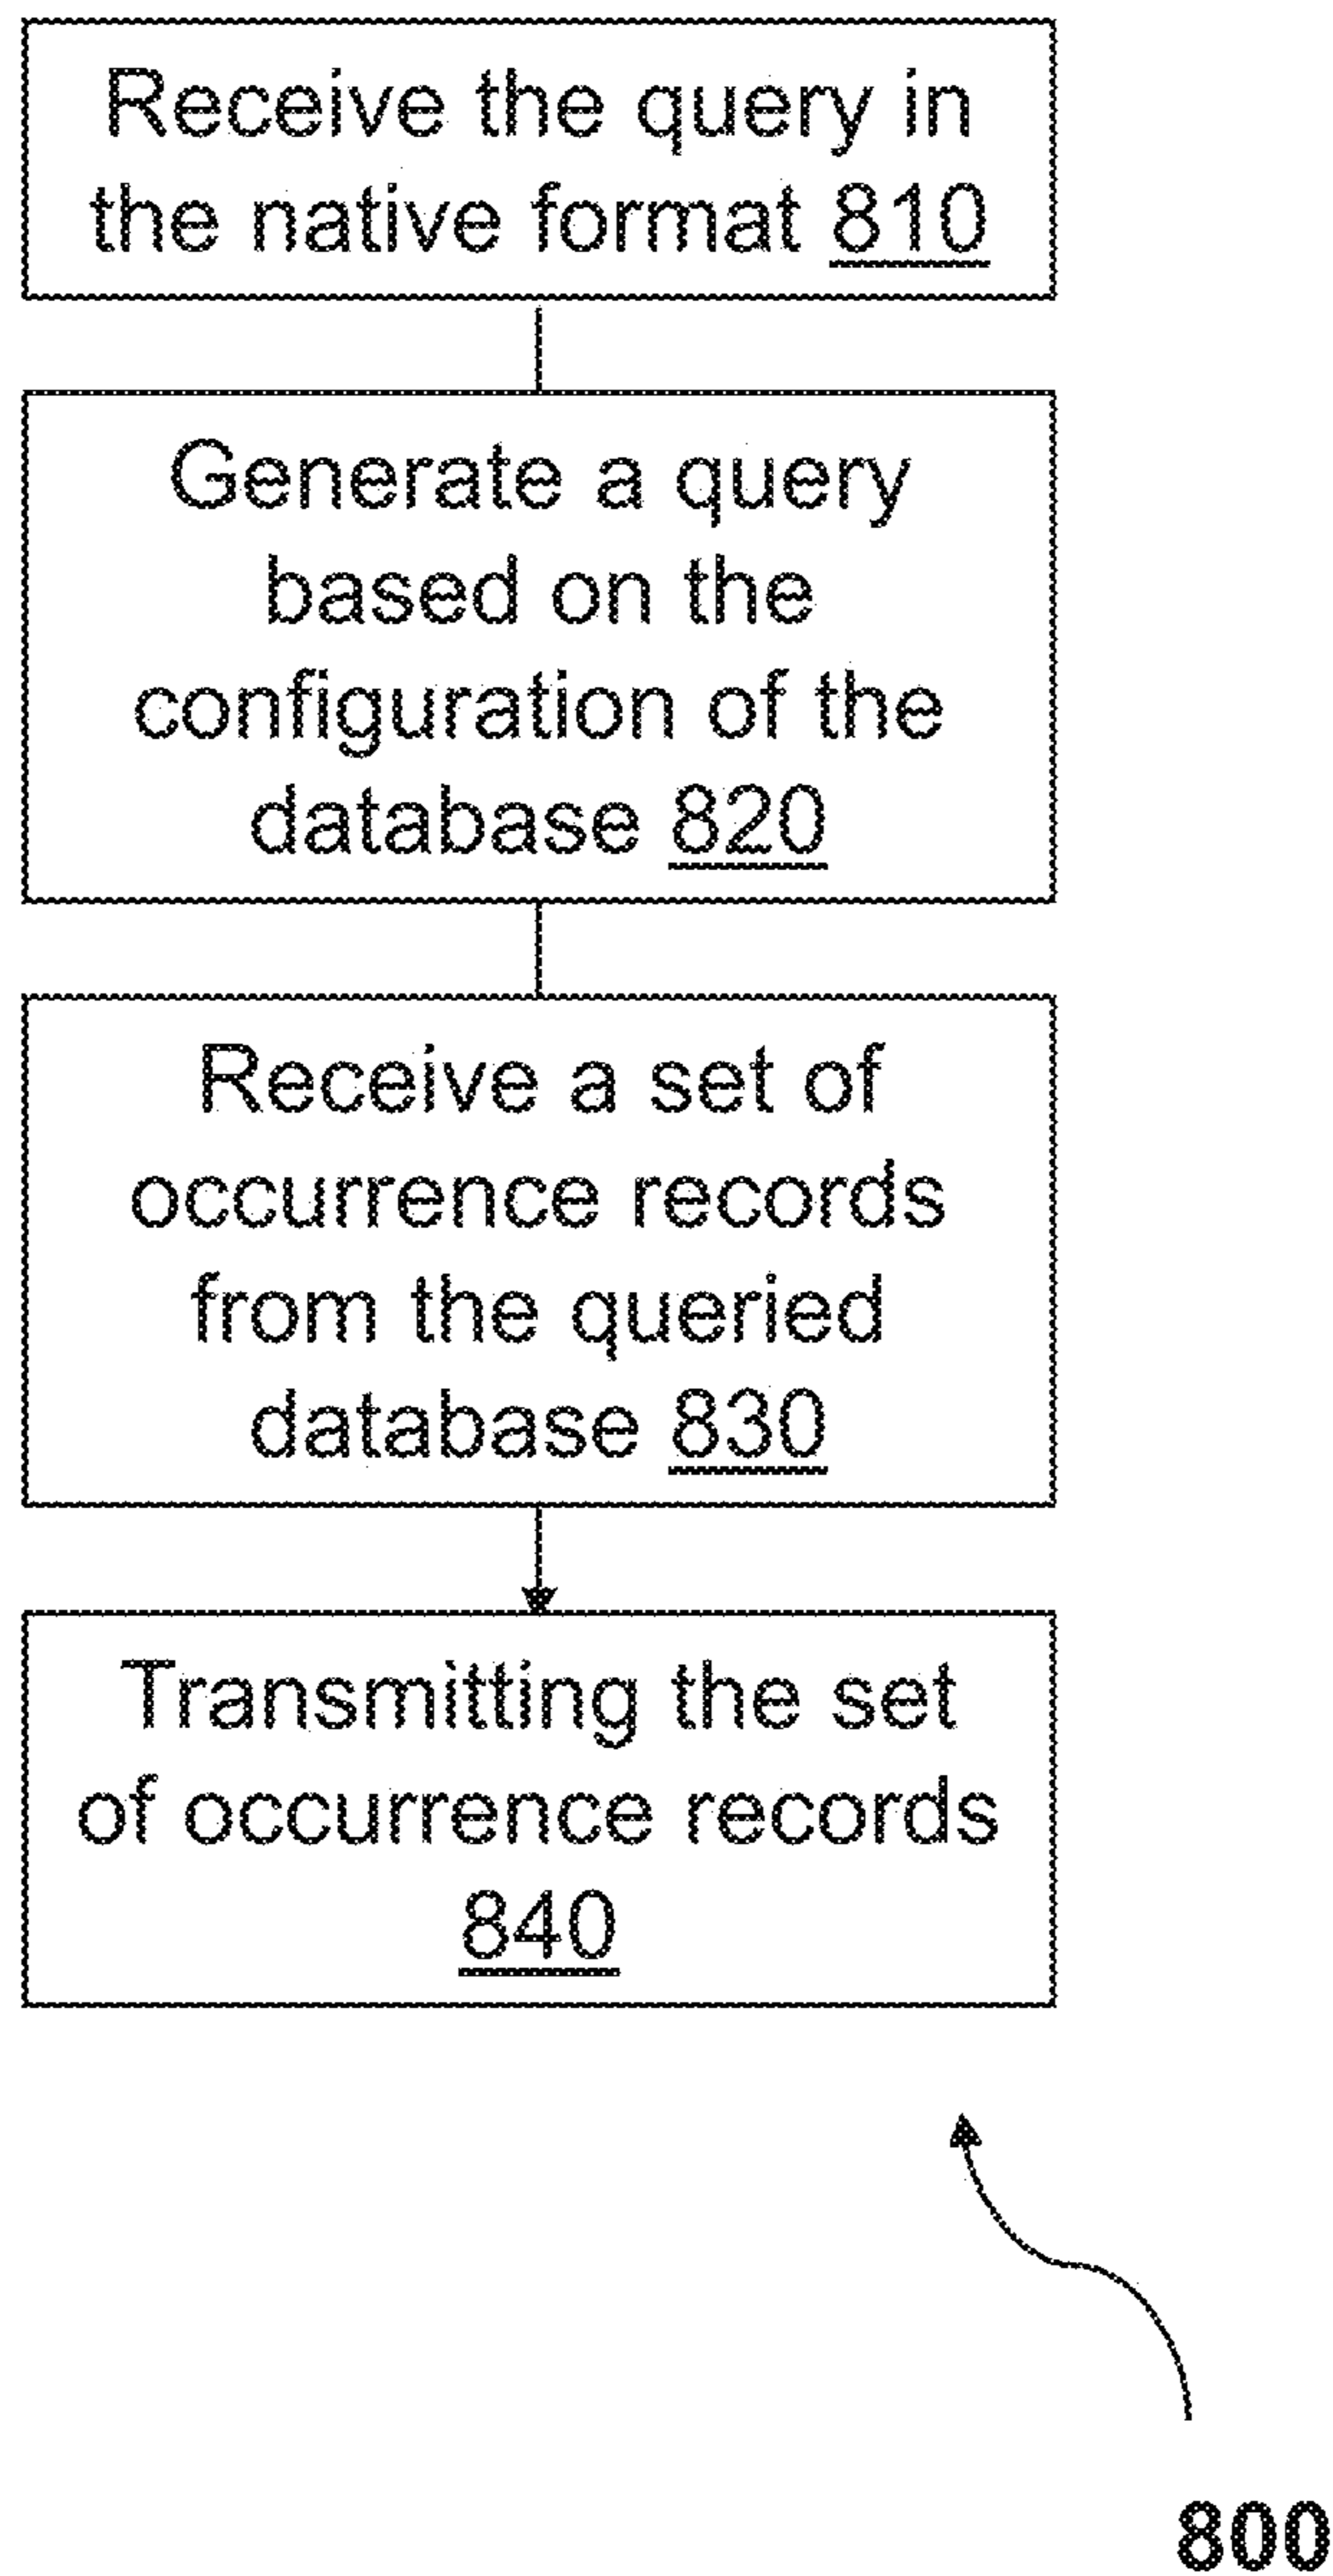 Receive the query in
the native format 810
Generate a query
based on the
configuration of the
database 820
Receive a set of
occurrence records
from the queried
database 830
Transmitting the set
of occurrence records
840
800